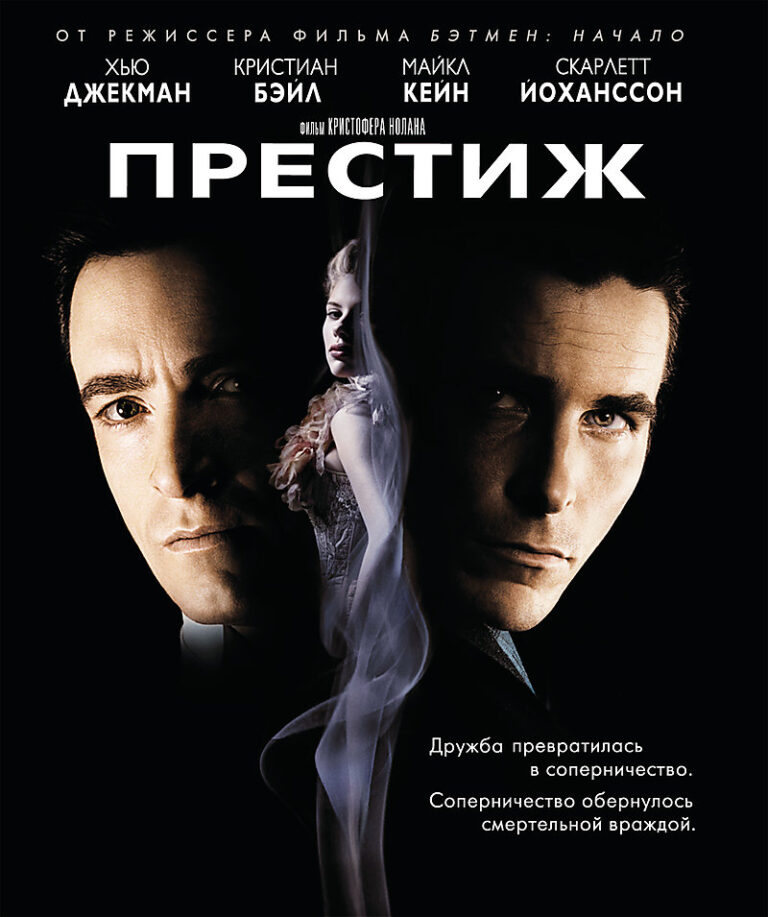 ОТ РЕЖИССЕРА ФИЛЬМА БЭТМЕН: НАЧАЛО
ХЬЮ ДЖЕКМАН
КРИСТИАН БЭЙЛ
МАЙКЛ КЕЙН
СКАРЛЕТТ ЙОХАНССОН
ФИЛЬМ КРИСТОФЕРА НОЛАНА
ПРЕСТИЖ
Дружба превратилась
в соперничество.
Соперничество обернулось
смертельной враждой.